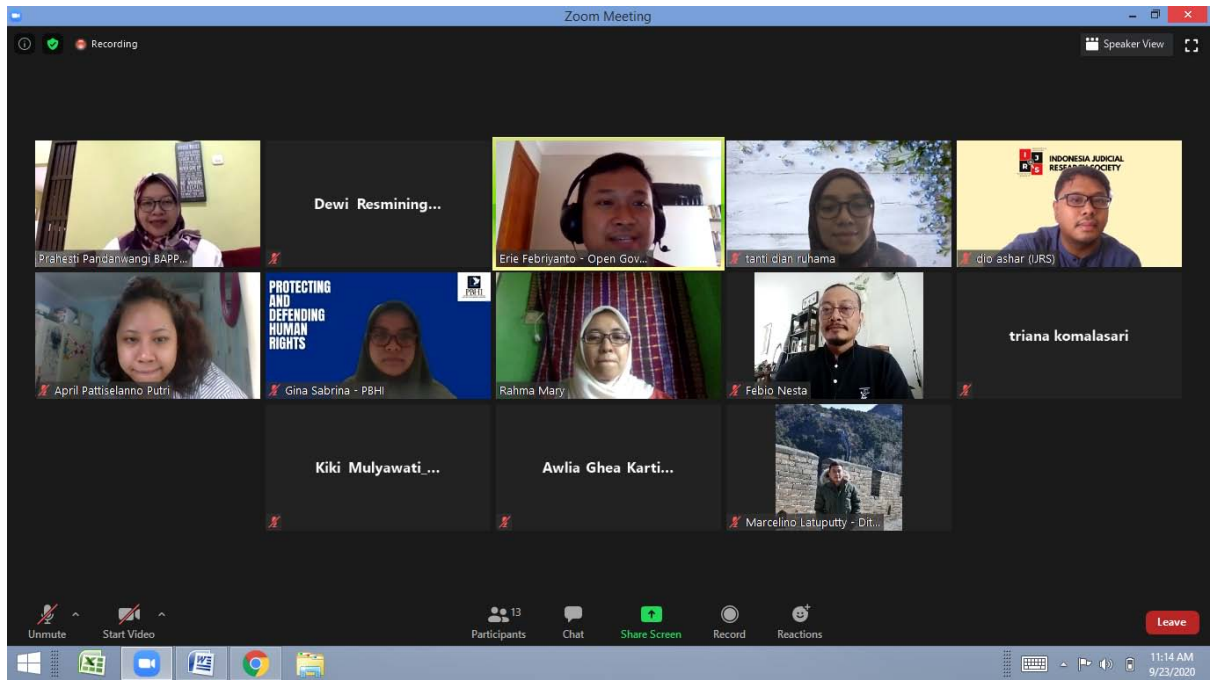 Zoom Meeting
Recording
Speaker View
Prahesti Pandanwangi BAPP...
Dewi Resmining...
Erie Febriyanto - Open Gov...
tanti dian ruhama
IJRS
INDONESIA JUDICIAL
RESEARCH SOCIETY
dio ashar (IJRS)
April Pattiselanno Putri
PROTECTING
AND
DEFENDING
HUMAN
RIGHTS
PBHI
Gina Sabrina - PBHI
Rahma Mary
Febio Nesta
triana komalasari
Kiki Mulyawati_...
Awlia Ghea Karti...
Marcelino Latuputty - Dit...
Unmute
Start Video
13
Participants
Chat
Share Screen
Record
Reactions
Leave
11:14 AM
9/23/2020